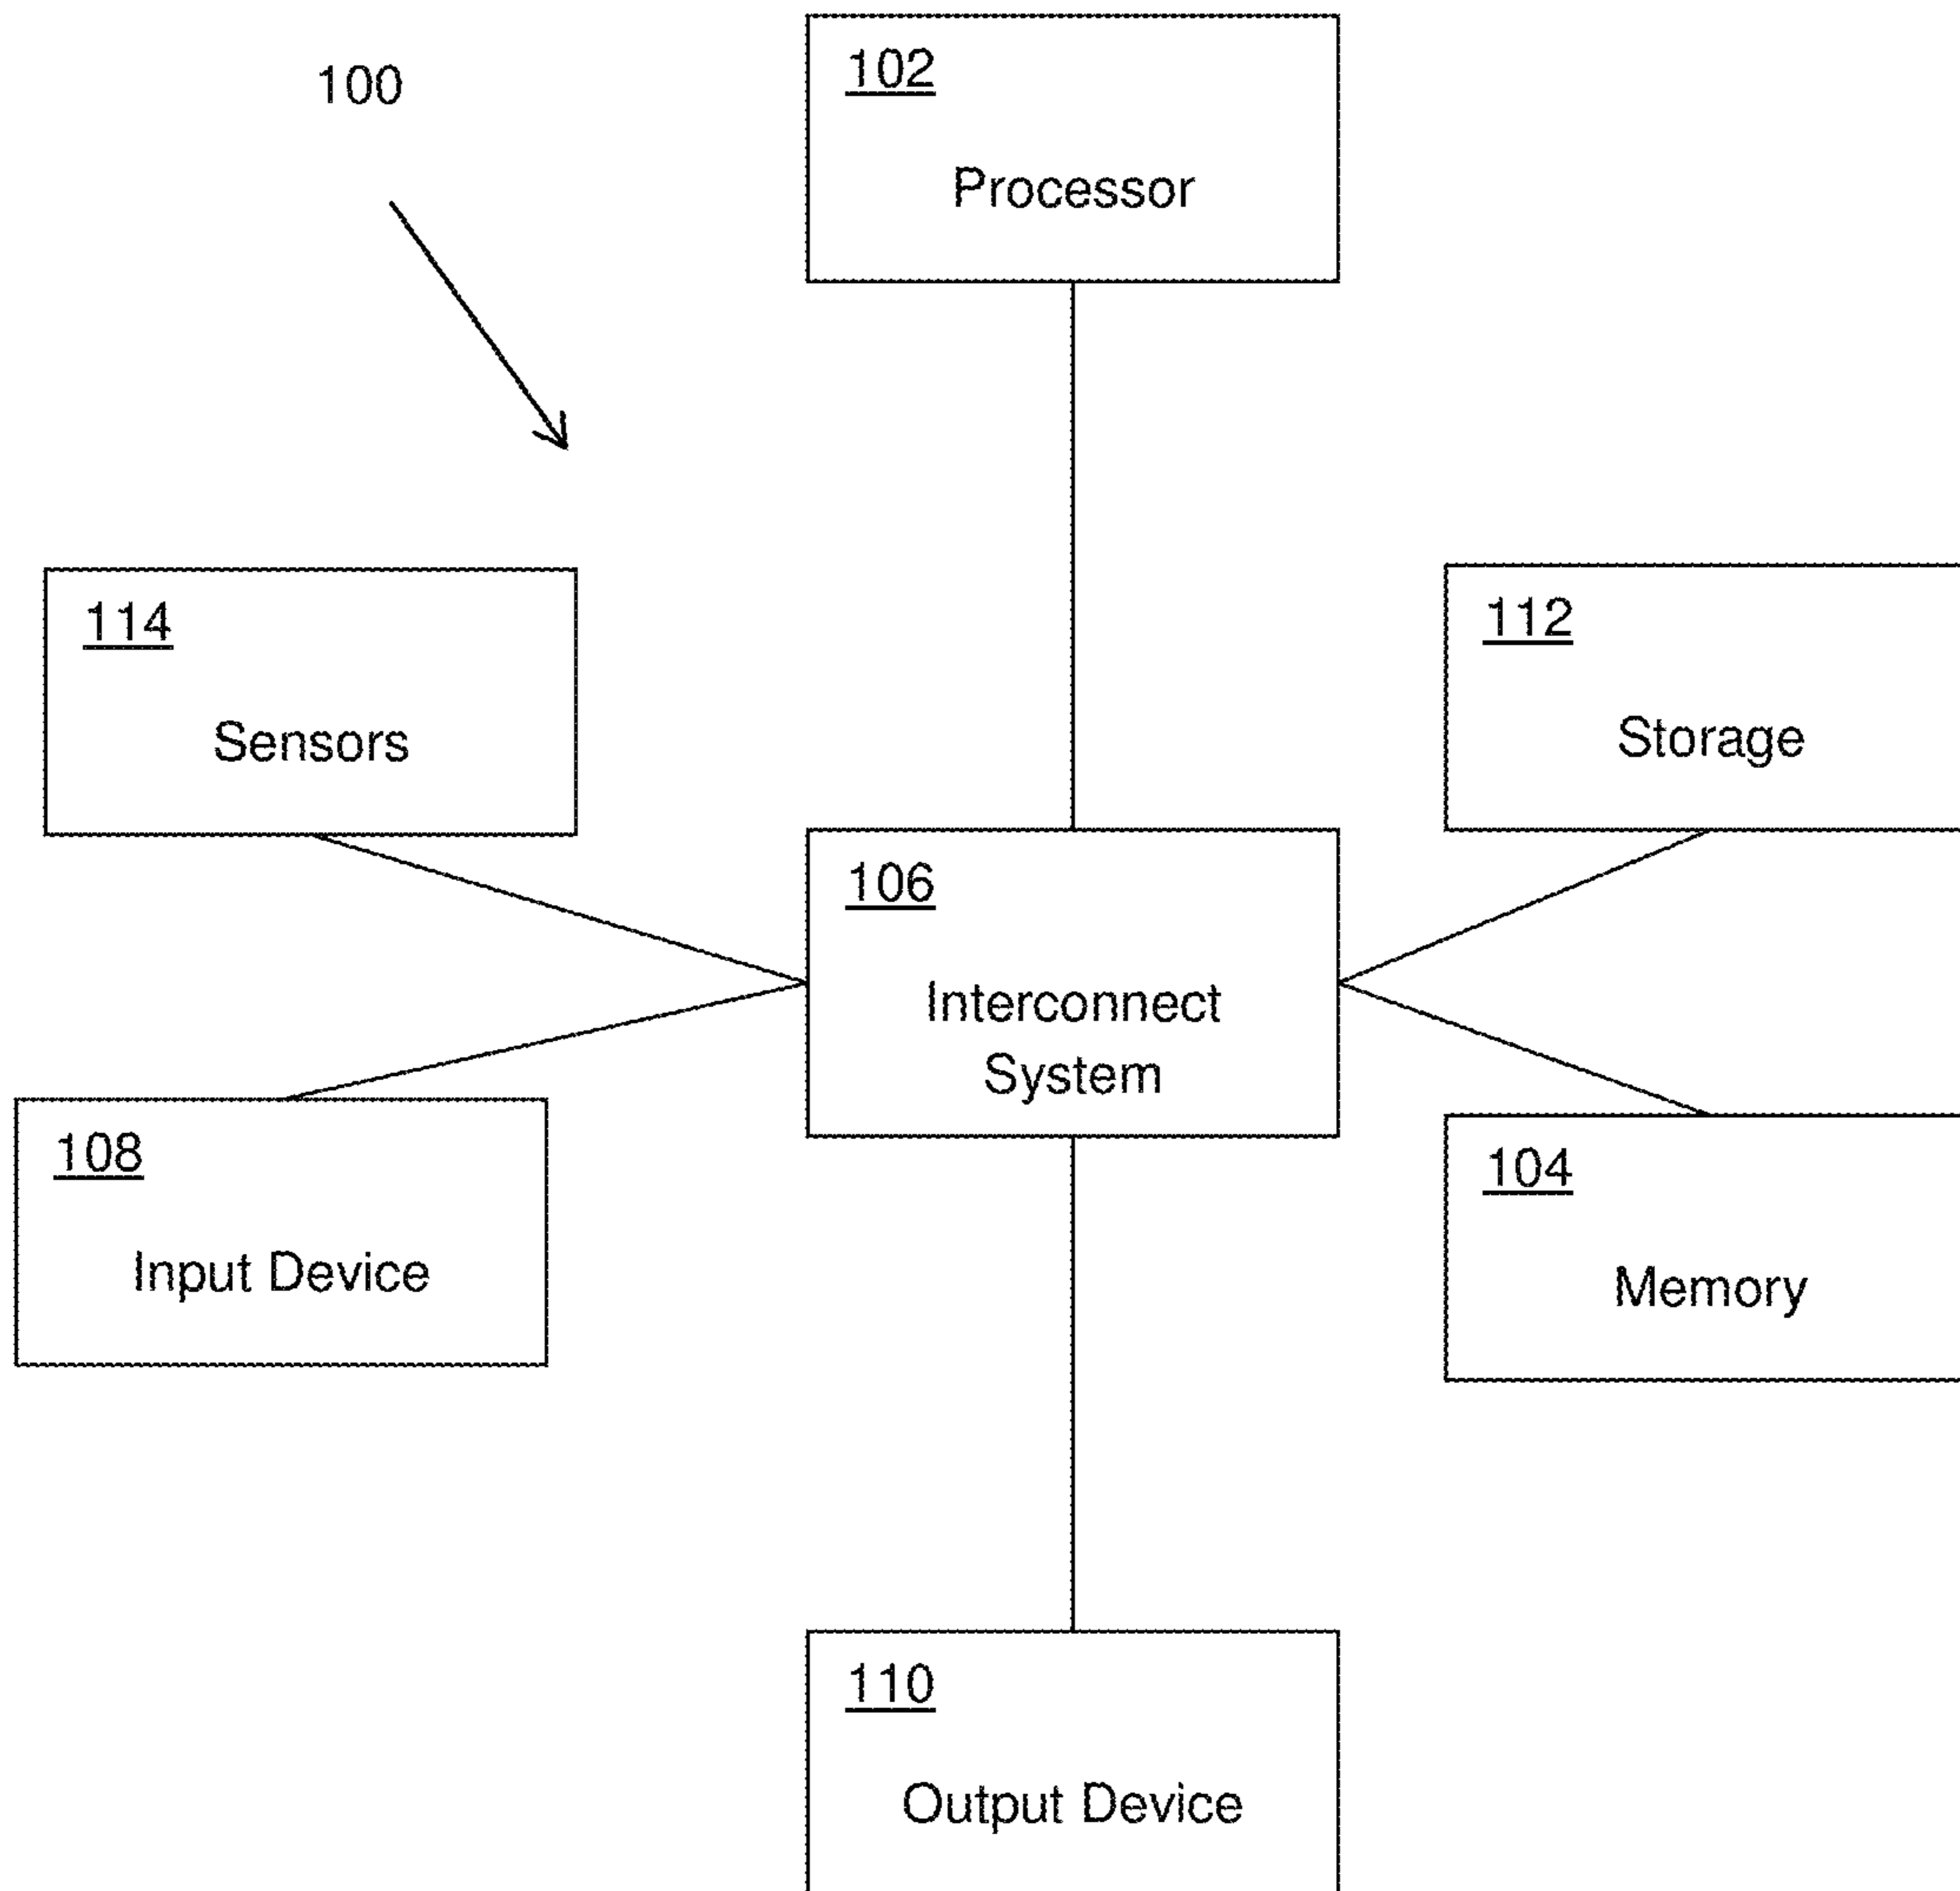 100
102
Processor
114
Sensors
112
Storage
106
Interconnect
System
108
Input Device
104
Memory
110
Output Device